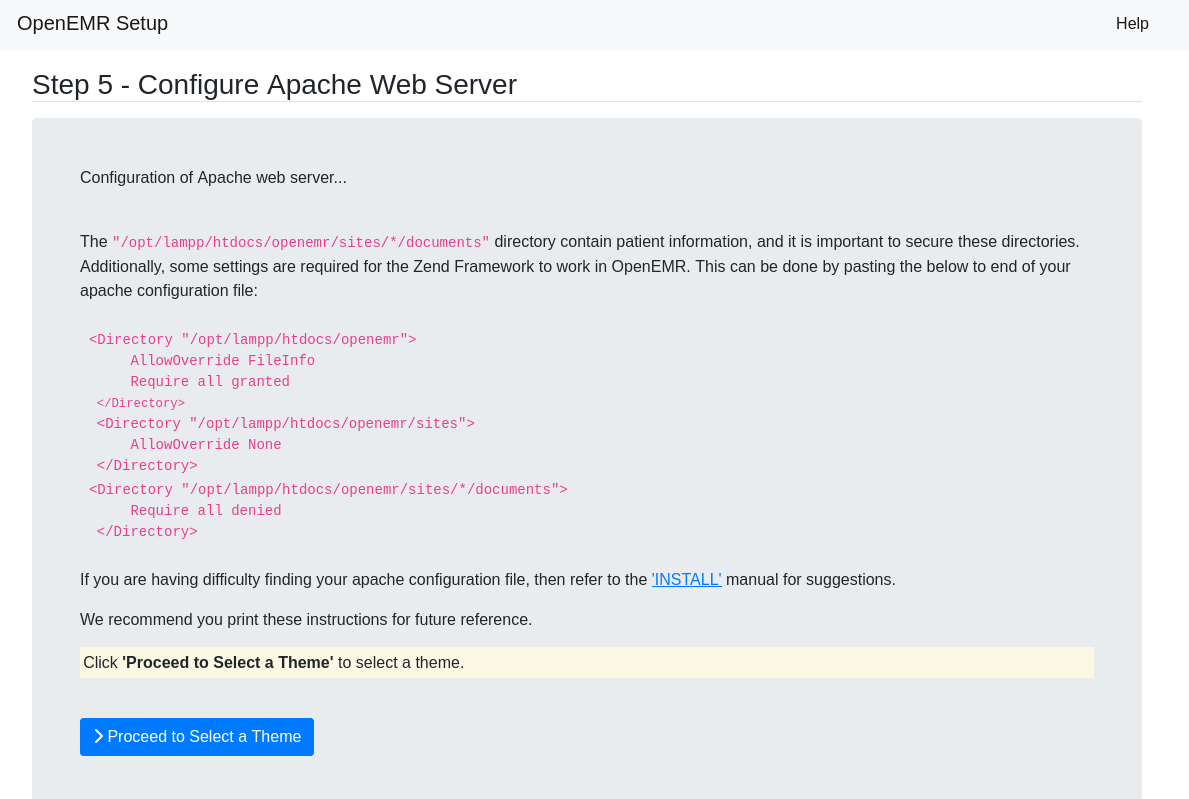 OpenEMR Setup
Help
Step 5 - Configure Apache Web Server
Configuration of Apache web server...
The "/opt/lampp/htdocs/openemr/sites/*/documents" directory contain patient information, and it is important to secure these directories.
Additionally, some settings are required for the Zend Framework to work in OpenEMR. This can be done by pasting the below to end of your
apache configuration file:
<Directory "/opt/lampp/htdocs/openemr">
AllowOverride FileInfo
Require all granted
</Directory>
<Directory "/opt/lampp/htdocs/openemr/sites">
AllowOverride None
</Directory>
<Directory "/opt/lampp/htdocs/openemr/sites/*/documents">
Require all denied
</Directory>
If you are having difficulty finding your apache configuration file, then refer to the 'INSTALL' manual for suggestions.
We recommend you print these instructions for future reference.
Click 'Proceed to Select a Theme' to select a theme.
Proceed to Select a Theme